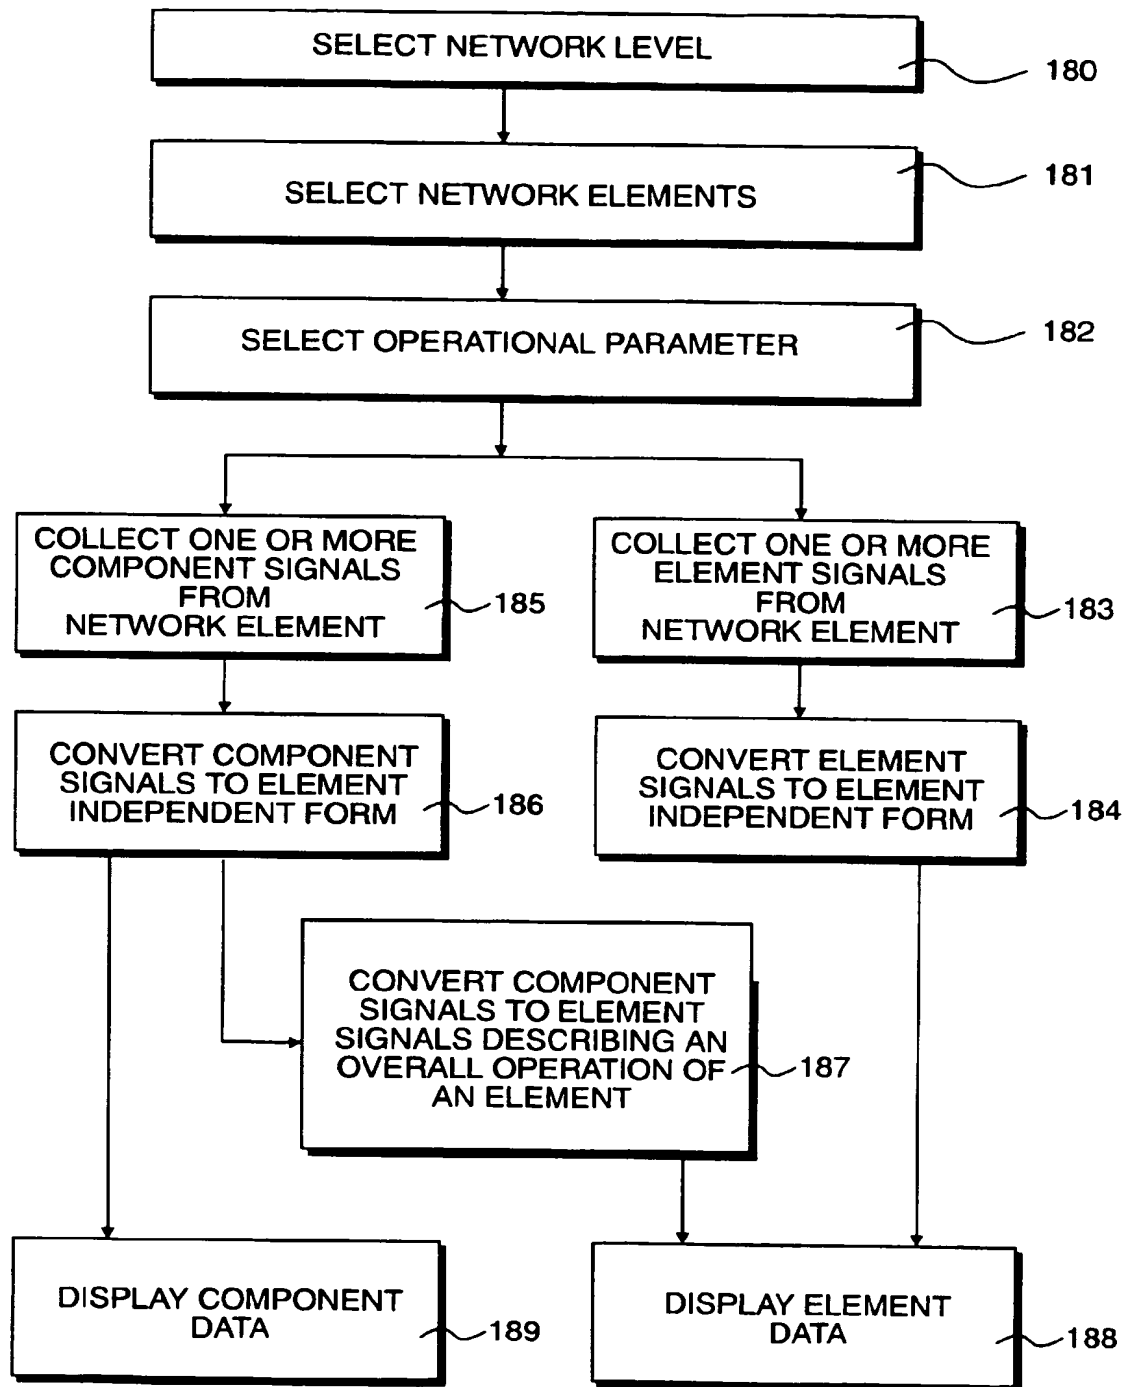 SELECT NETWORK LEVEL
180
SELECT NETWORK ELEMENTS
181
SELECT OPERATIONAL PARAMETER
182
COLLECT ONE OR MORE
COMPONENT SIGNALS
FROM
NETWORK ELEMENT
185
COLLECT ONE OR MORE
ELEMENT SIGNALS
FROM
NETWORK ELEMENT
183
CONVERT COMPONENT
SIGNALS TO ELEMENT
INDEPENDENT FORM
186
CONVERT ELEMENT
SIGNALS TO ELEMENT
INDEPENDENT FORM
184
CONVERT COMPONENT
SIGNALS TO ELEMENT
SIGNALS DESCRIBING AN
OVERALL OPERATION OF
AN ELEMENT
187
DISPLAY COMPONENT
DATA
189
DISPLAY ELEMENT
DATA
188